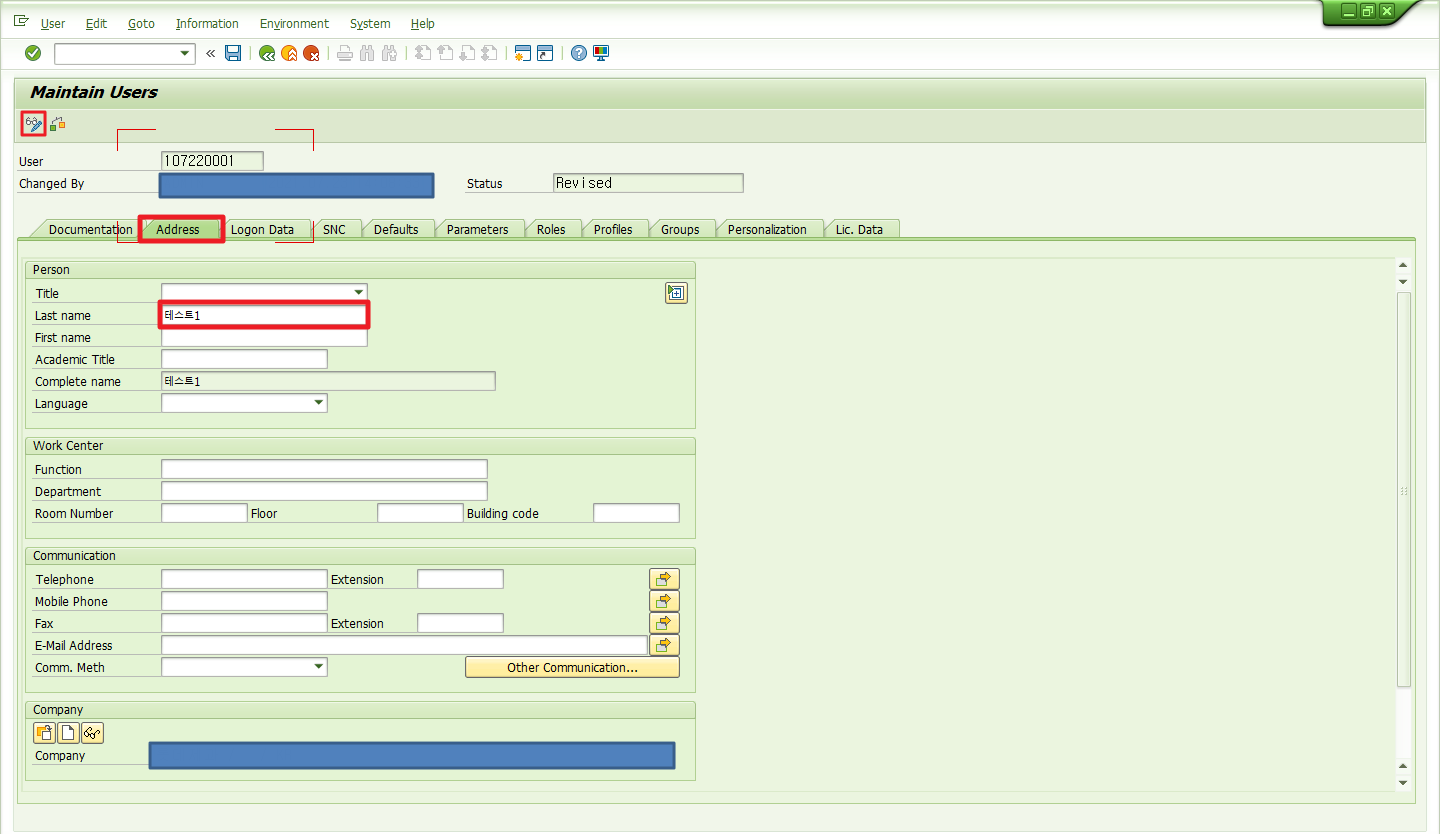 User Edit Goto Information Environment System Help
Maintain Users
User 107220001
Changed By Status Revised
Documentation Address Logon Data SNC Defaults Parameters Roles Profiles Groups Personalization Lic. Data
Person
Title
Last name 테스트1
First name
Academic Title
Complete name 테스트1
Language
Work Center
Function
Department
Room Number Floor Building code
Communication
Telephone Extension
Mobile Phone
Fax Extension
E-Mail Address
Comm. Meth Other Communication...
Company
Company